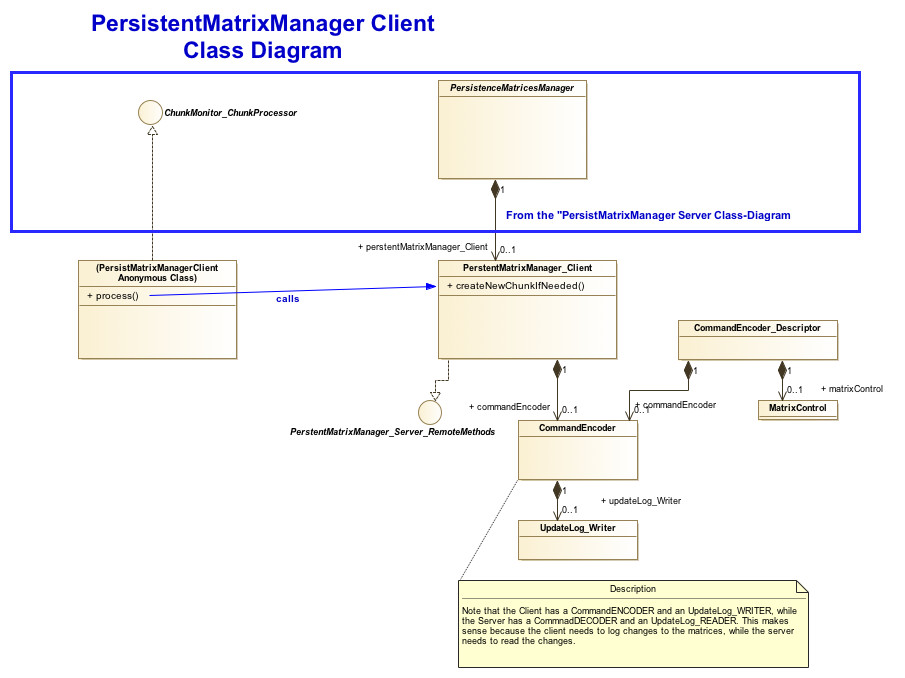 PersistentMatrixManager Client
Class Diagram
PersistenceMatricesManager
ChunkMonitor_ChunkProcessor
1
From the "PersistMatrixManager Server Class-Diagram
+ perstentMatrixManager_Client
0..1
(PersistMatrixManagerClient
Anonymous Class)
+ process()
calls
PerstentMatrixManager_Client
+ createNewChunkIfNeeded()
CommandEncoder_Descriptor
1
1
1
0..1
+ matrixControl
MatrixControl
+ commandEncoder
0..1
0..1
+ commandEncoder
PerstentMatrixManager_Server_RemoteMethods
CommandEncoder
1
+ updateLog_Writer
0..1
UpdateLog_Writer
Description
Note that the Client has a CommandENCODER and an UpdateLog_WRITER, while
the Server has a CommnadDECODER and an UpdateLog_READER. This makes
sense because the client needs to log changes to the matrices, while the server
needs to read the changes.